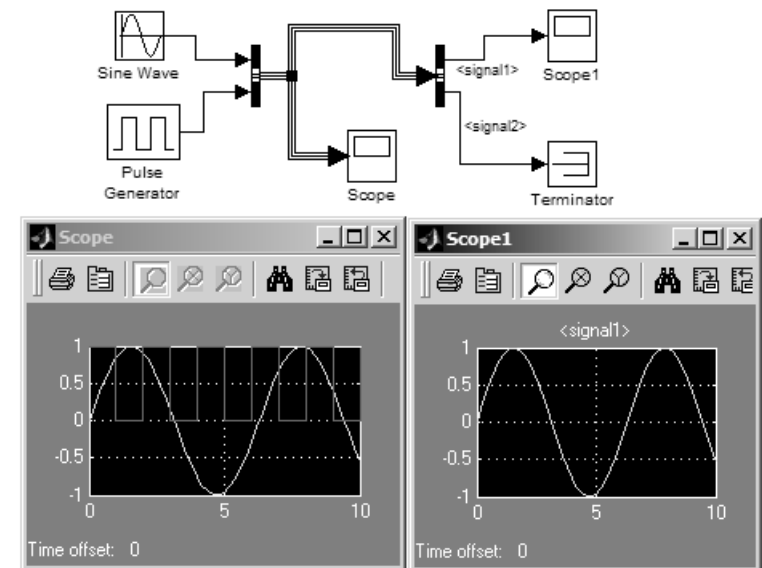 Sine Wave
Pulse
Generator
Scope
<signal1>
<signal2>
Scope1
Terminator
Scope
1
0.5
0
-0.5
-1
0
5
10
Time offset: 0
Scope1
<signal1>
1
0.5
0
-0.5
-1
0
5
10
Time offset: 0